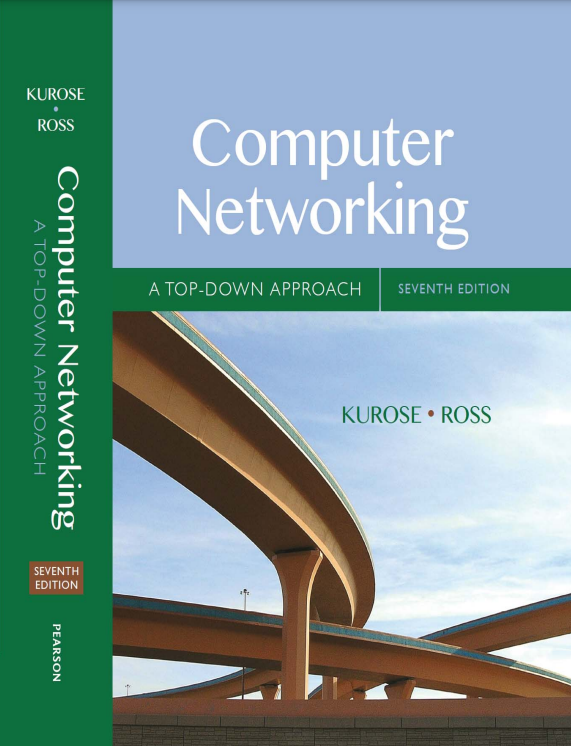 KUROSE
•
ROSS
Computer Networking
A TOP-DOWN APPROACH
SEVENTH
EDITION
PEARSON
Computer
Networking
A TOP-DOWN APPROACH
SEVENTH EDITION
KUROSE • ROSS